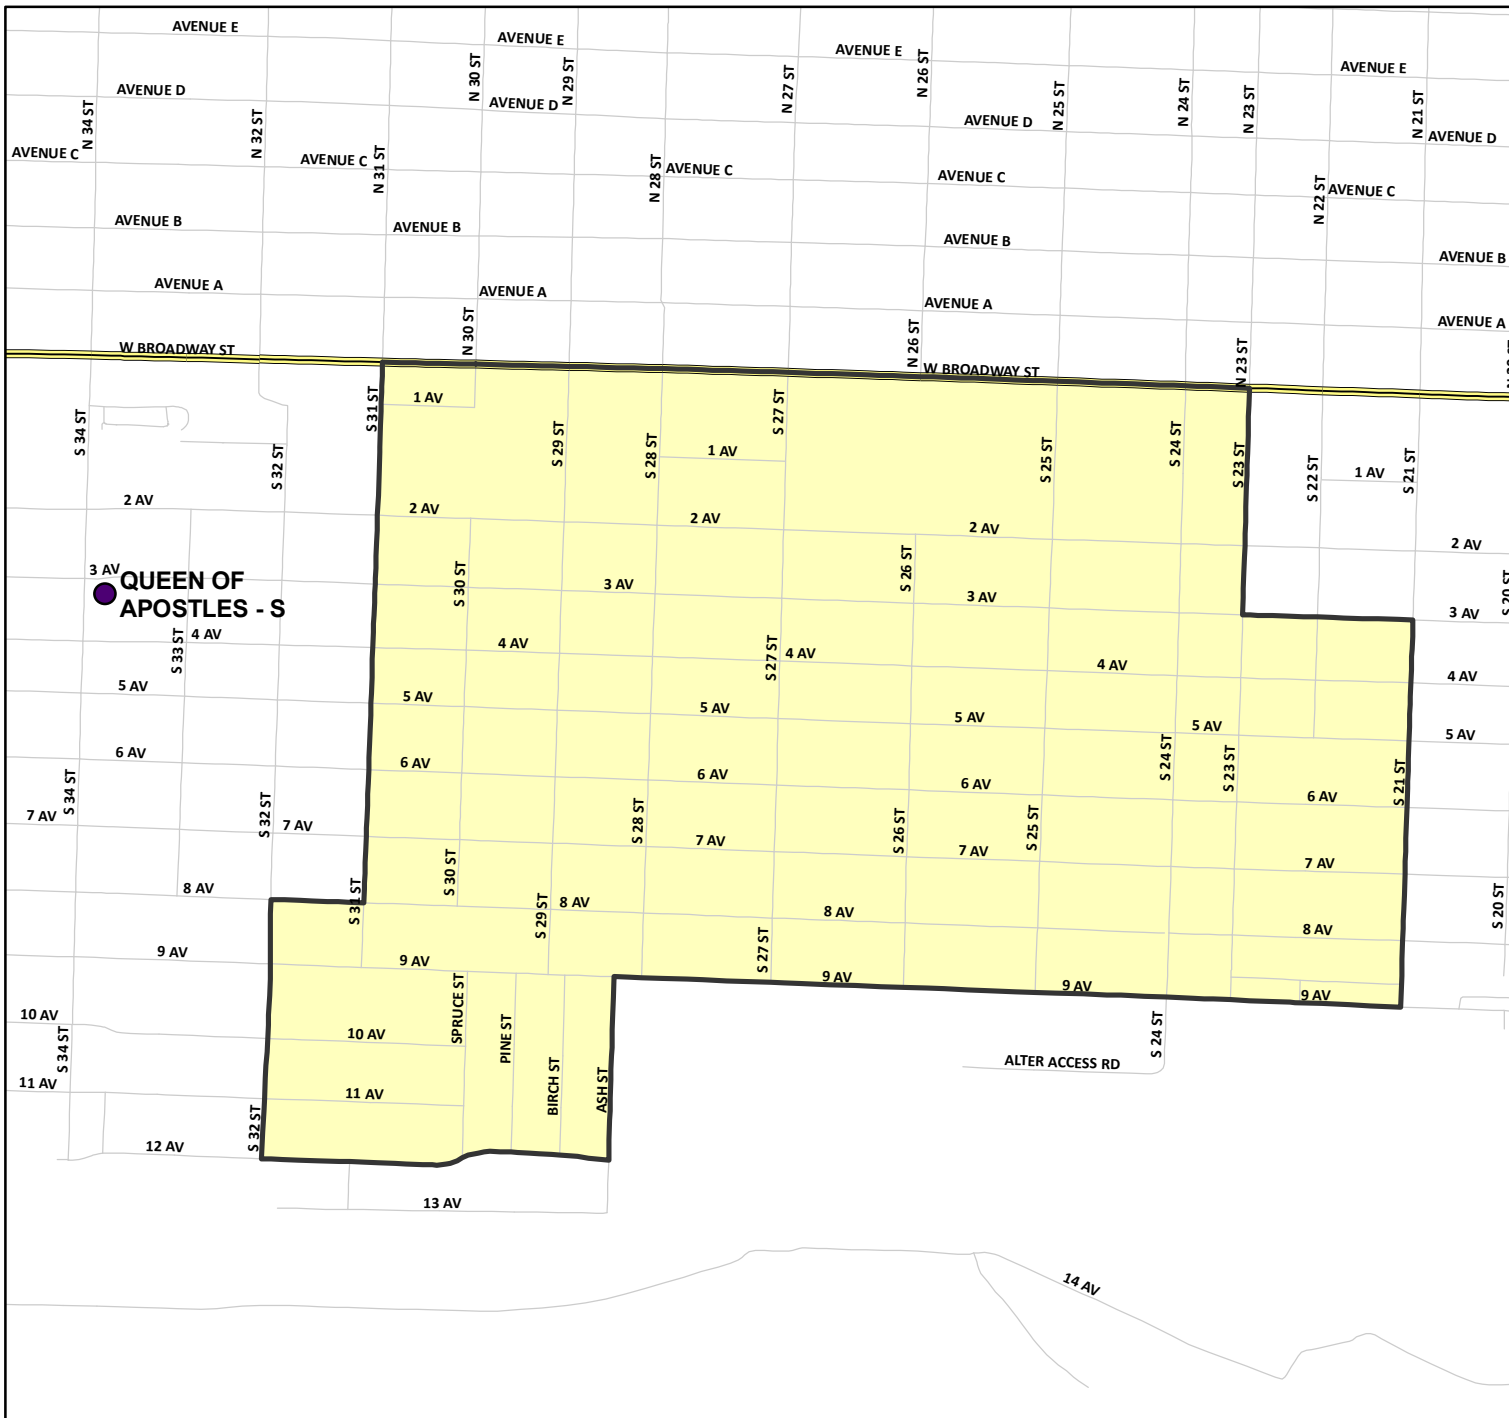 AVENUE E
AVENUE E
AVENUE E
AVENUE E
N 30 ST
N 29 ST
N 27 ST
N 26 ST
N 25 ST
N 24 ST
N 23 ST
N 21 ST
AVENUE D
AVENUE D
AVENUE D
AVENUE D
N 34 ST
N 32 ST
N 31 ST
N 28 ST
N 22 ST
AVENUE C
AVENUE C
AVENUE C
AVENUE C
AVENUE C
AVENUE B
AVENUE B
AVENUE B
AVENUE B
AVENUE A
AVENUE A
AVENUE A
AVENUE A
N 30 ST
N 26 ST
N 23 ST
W BROADWAY ST
W BROADWAY ST
S 34 ST
S 32 ST
S 31 ST
1 AV
S 29 ST
S 28 ST
1 AV
S 27 ST
S 25 ST
S 24 ST
S 23 ST
S 22 ST
1 AV
S 21 ST
2 AV
2 AV
2 AV
2 AV
2 AV
3 AV
QUEEN OF
APOSTLES - S
S 30 ST
3 AV
S 26 ST
3 AV
S 20 ST
3 AV
S 33 ST
4 AV
4 AV
S 27 ST
4 AV
4 AV
4 AV
5 AV
5 AV
5 AV
5 AV
5 AV
5 AV
6 AV
6 AV
6 AV
6 AV
6 AV
S 34 ST
S 32 ST
S 28 ST
S 26 ST
S 25 ST
S 24 ST
S 23 ST
S 21 ST
7 AV
7 AV
7 AV
7 AV
7 AV
8 AV
S 31 ST
S 30 ST
S 29 ST
8 AV
8 AV
8 AV
S 20 ST
9 AV
9 AV
S 27 ST
9 AV
9 AV
9 AV
10 AV
S 34 ST
10 AV
SPRUCE ST
PINE ST
BIRCH ST
ASH ST
S 24 ST
ALTER ACCESS RD
11 AV
11 AV
S 32 ST
12 AV
13 AV
14 AV